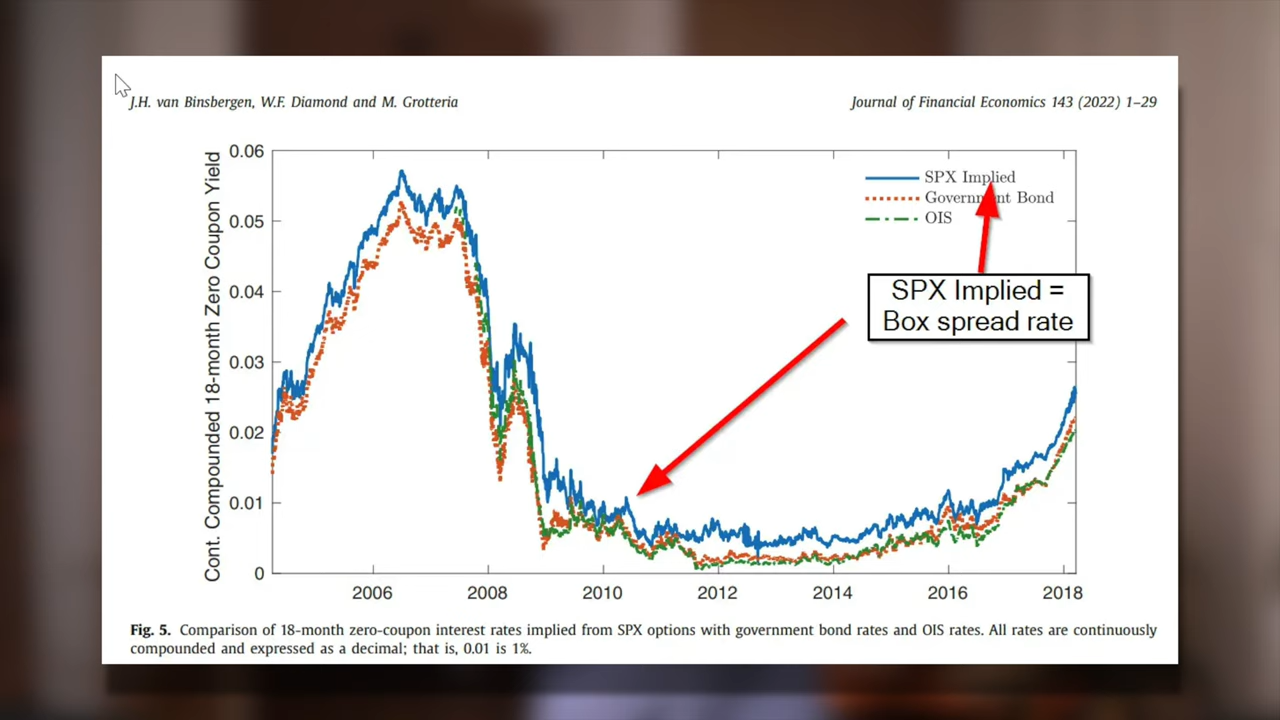 J.H. van Binsbergen, W.F. Diamond and M. Grotteria
Journal of Financial Economics 143 (2022) 1–29
Cont. Compounded 18-month Zero Coupon Yield
0.06
0.05
0.04
0.03
0.02
0.01
0
2006
2008
2010
2012
2014
2016
2018
SPX Implied
Government Bond
OIS
SPX Implied =
Box spread rate
Fig. 5. Comparison of 18-month zero-coupon interest rates implied from SPX options with government bond rates and OIS rates. All rates are continuously
compounded and expressed as a decimal; that is, 0.01 is 1%.